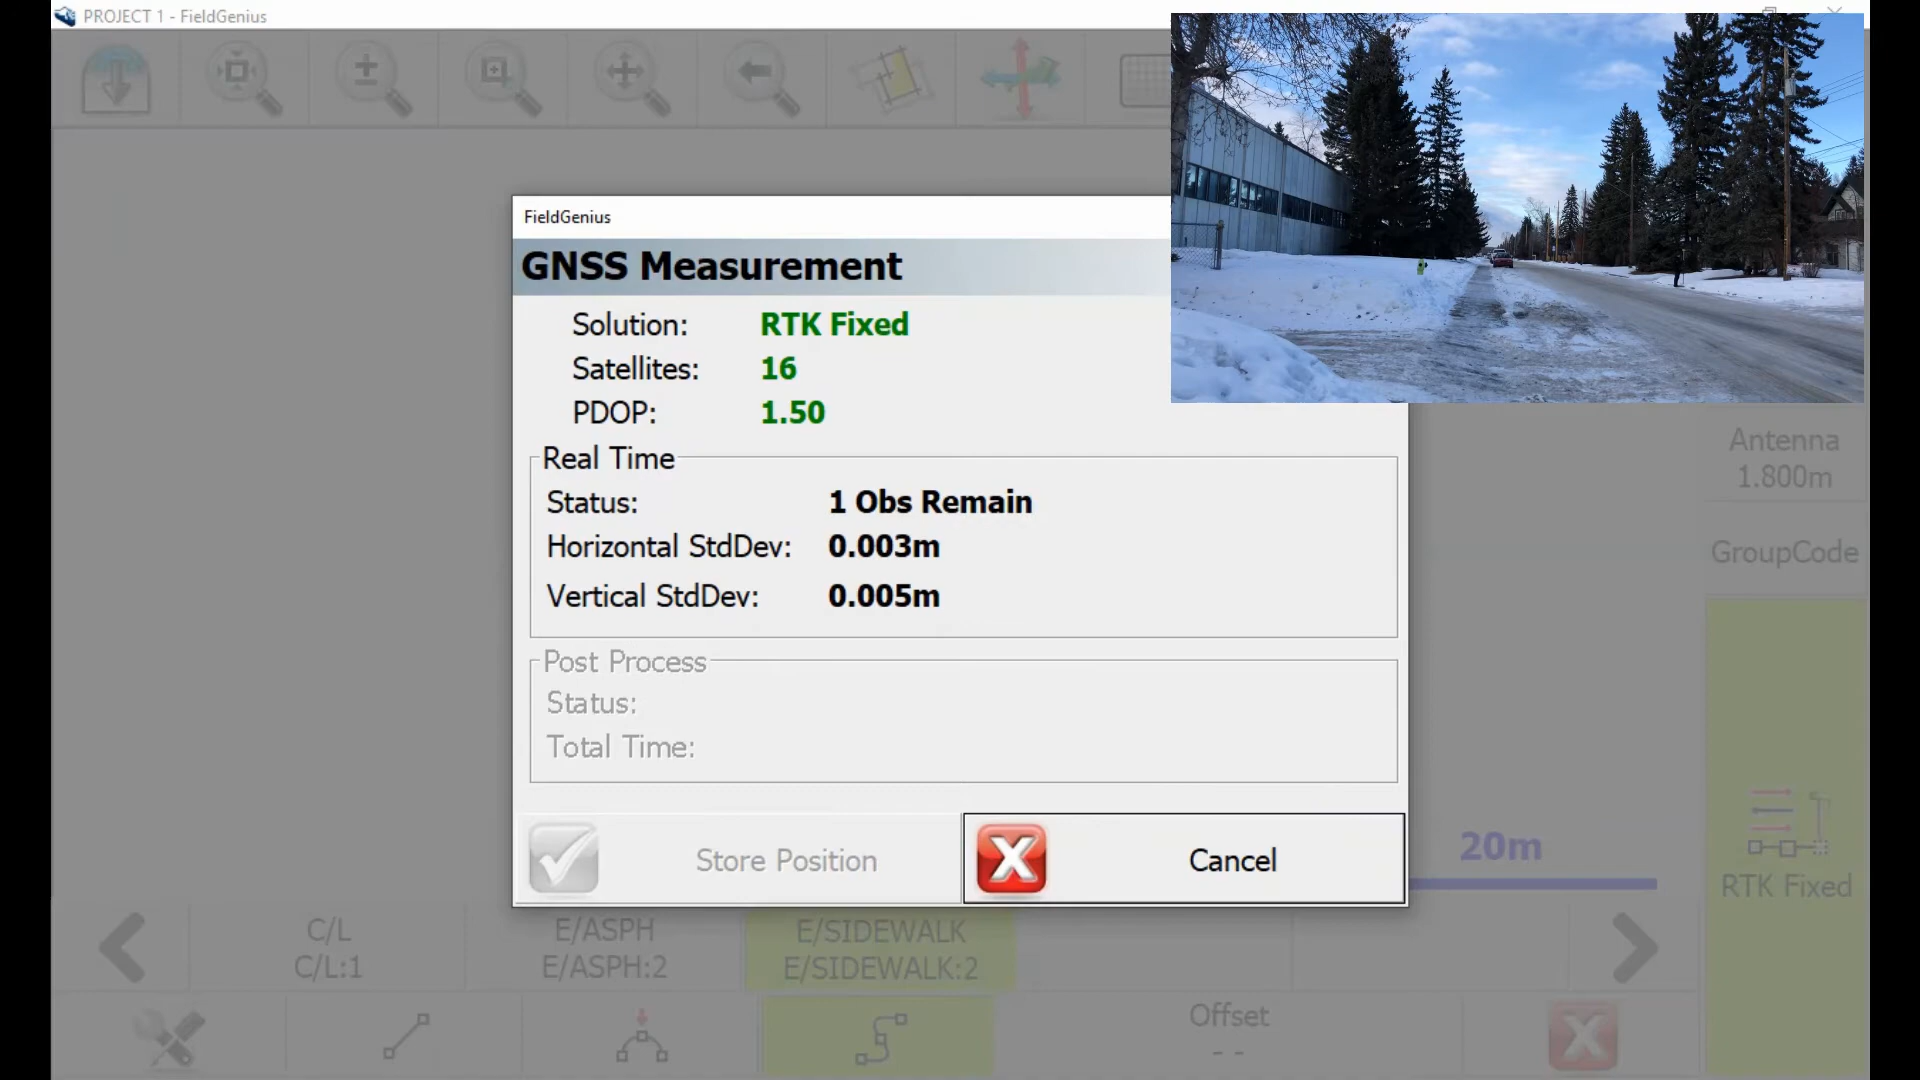 PROJECT 1 - FieldGenius
FieldGenius
GNSS Measurement
Solution: RTK Fixed
Satellites: 16
PDOP: 1.50
Real Time
Status: 1 Obs Remain
Horizontal StdDev: 0.003m
Vertical StdDev: 0.005m
Post Process
Status:
Total Time:
Store Position
Cancel
Antenna
1.800m
GroupCode
20m
RTK Fixed
C/L
C/L:1
E/ASPH
E/ASPH:2
E/SIDEWALK
E/SIDEWALK:2
Offset
- -